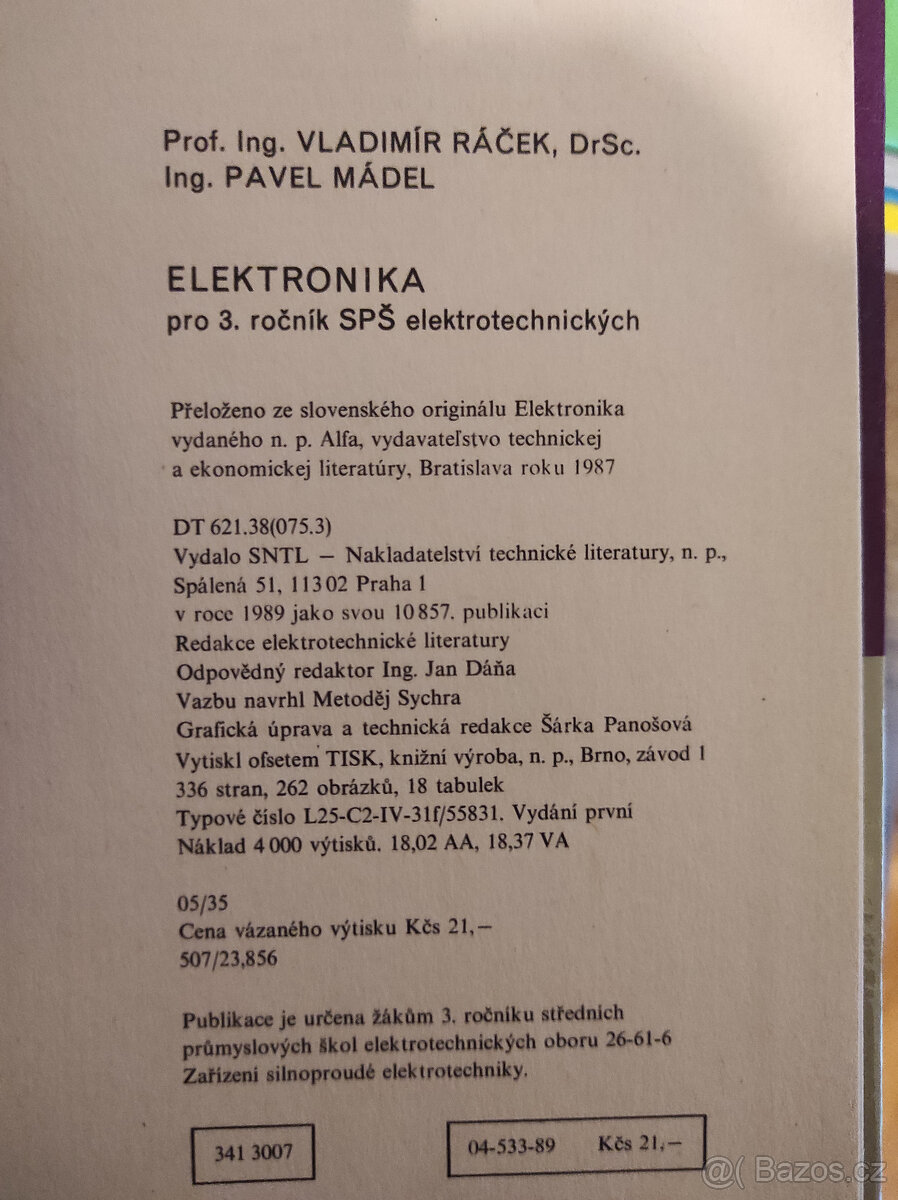 Prof. Ing. VLADIMÍR RÁČEK, DrSc.
Ing. PAVEL MÁDEL
ELEKTRONIKA
pro 3. ročník SPŠ elektrotechnických
Přeloženo ze slovenského originálu Elektronika
vydaného n. p. Alfa, vydavateľstvo technickej
a ekonomickej literatúry, Bratislava roku 1987
DT 621.38(075.3)
Vydalo SNTL — Nakladatelství technické literatury, n. p.,
Spálená 51, 113 02 Praha 1
v roce 1989 jako svou 10 857. publikaci
Redakce elektrotechnické literatury
Odpovědný redaktor Ing. Jan Dáňa
Vazbu navrhl Metoděj Sychra
Grafická úprava a technická redakce Šárka Panošová
Vytiskl ofsetem TISK, knižní výroba, n. p., Brno, závod 1
336 stran, 262 obrázků, 18 tabulek
Typové číslo L25-C2-IV-31f/55831. Vydání první
Náklad 4 000 výtisků. 18,02 AA, 18,37 VA
05/35
Cena vázaného výtisku Kčs 21,—
507/23,856
Publikace je určena žákům 3. ročníku středních
průmyslových škol elektrotechnických oboru 26-61-6
Zařízení silnoproudé elektrotechniky.
341 3007
04-533-89 Kčs 21,—
@( Bazos.cz